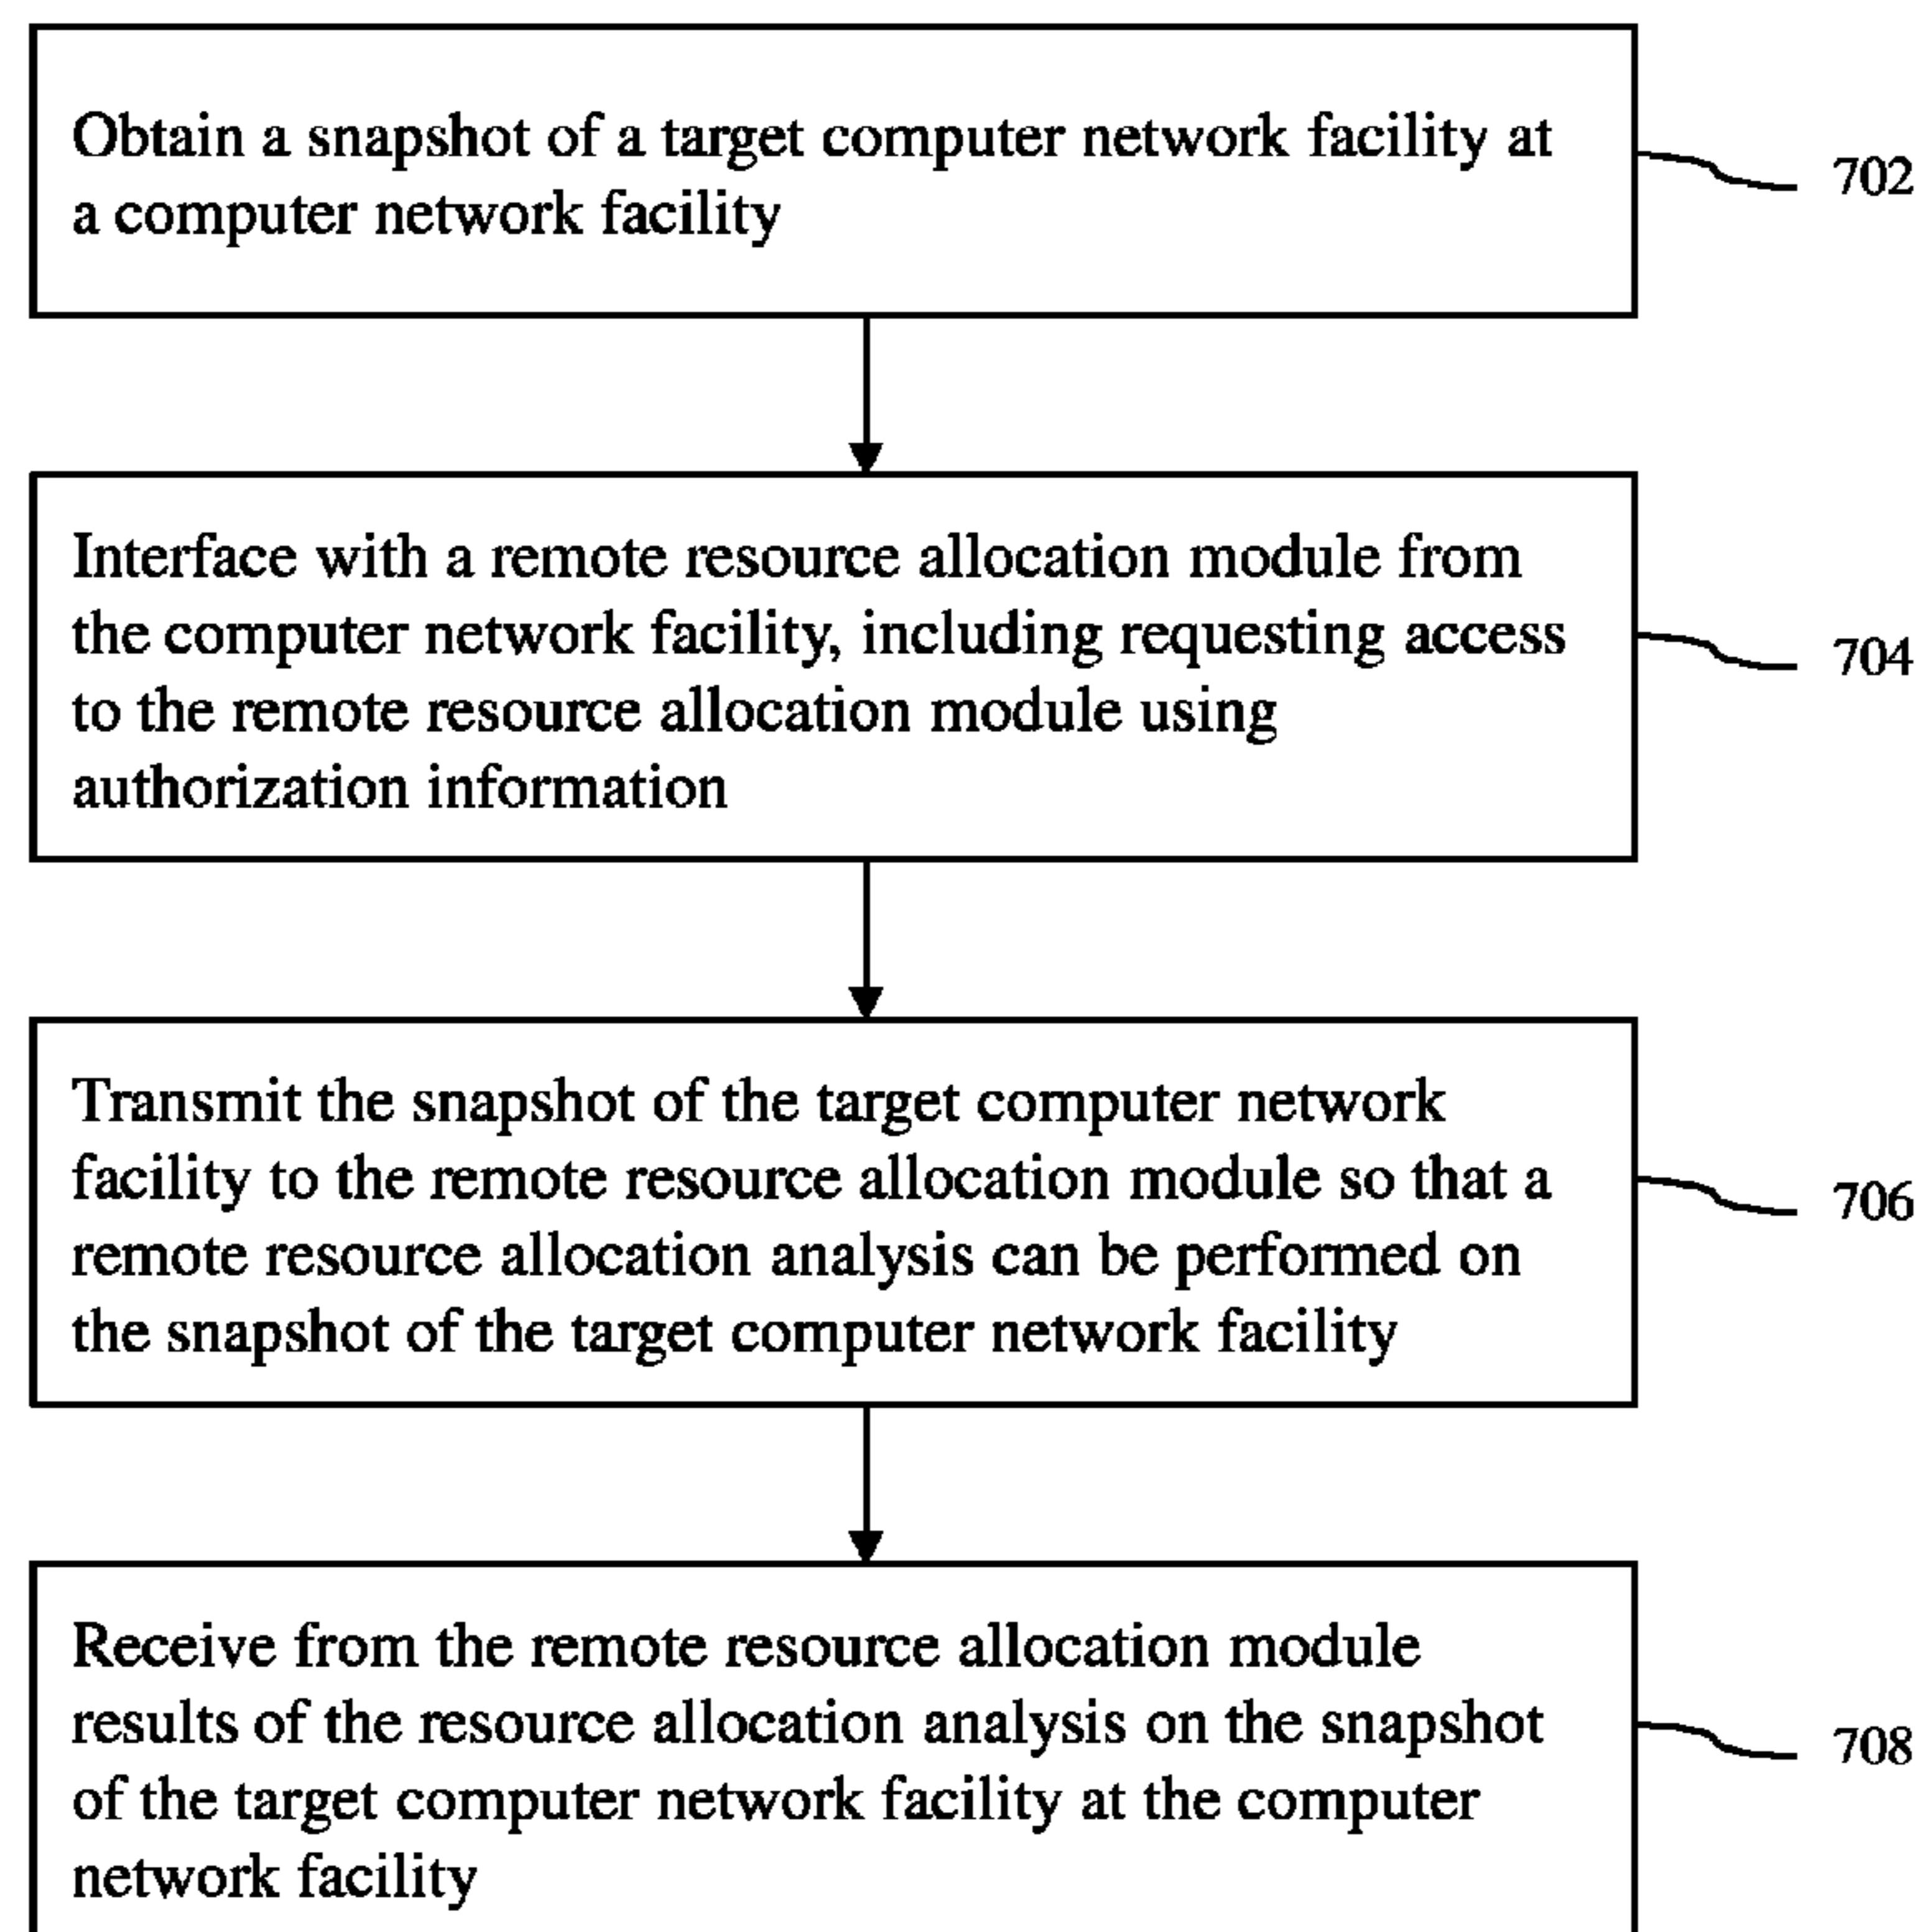 Obtain a snapshot of a target computer network facility at
a computer network facility
702
Interface with a remote resource allocation module from
the computer network facility, including requesting access
to the remote resource allocation module using
authorization information
704
Transmit the snapshot of the target computer network
facility to the remote resource allocation module so that a
remote resource allocation analysis can be performed on
the snapshot of the target computer network facility
706
Receive from the remote resource allocation module
results of the resource allocation analysis on the snapshot
of the target computer network facility at the computer
network facility
708